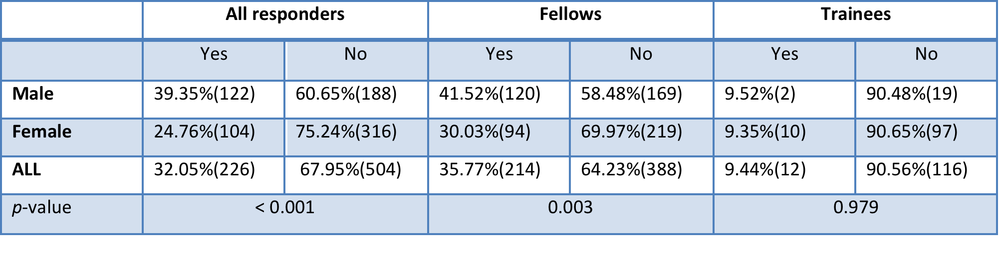 All responders Fellows Trainees
Yes No Yes No Yes No
Male 39.35%(122) 60.65%(188) 41.52%(120) 58.48%(169) 9.52%(2) 90.48%(19)
Female 24.76%(104) 75.24%(316) 30.03%(94) 69.97%(219) 9.35%(10) 90.65%(97)
ALL 32.05%(226) 67.95%(504) 35.77%(214) 64.23%(388) 9.44%(12) 90.56%(116)
p-value < 0.001 0.003 0.979